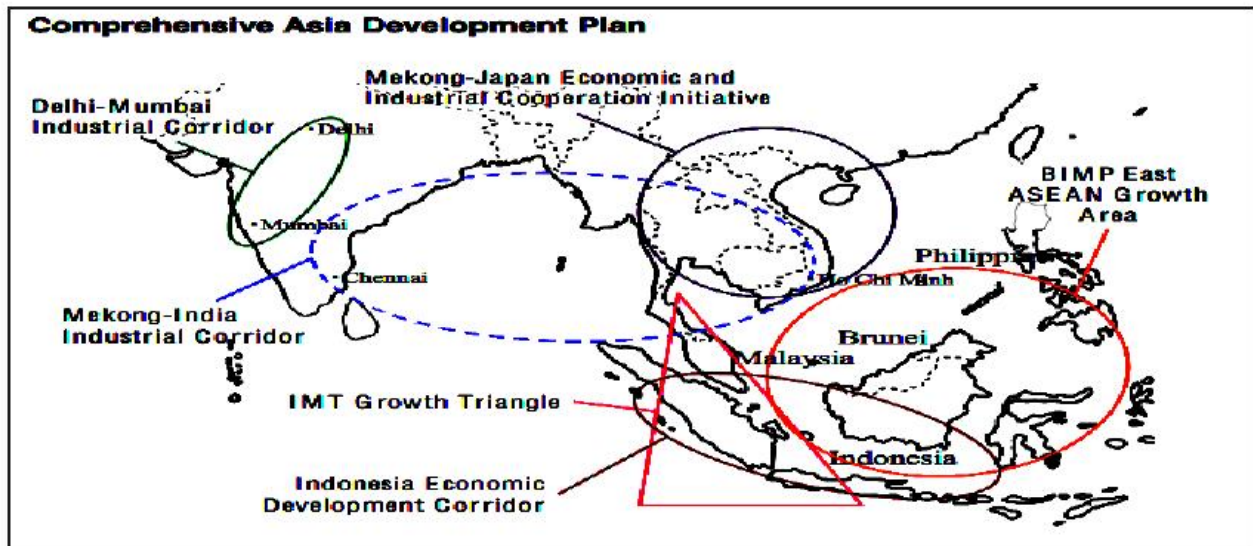 Comprehensive Asia Development Plan
Mekong-Japan Economic and
Industrial Cooperation Initiative
Delhi-Mumbai
Industrial Corridor
Delhi
BIMP East
ASEAN Growth
Area
Mumbai
Philippi
Chennai
Ho Chi Minh
Mekong-India
Industrial Corridor
Brunei
Malaysia
IMT Growth Triangle
Indonesia
Indonesia Economic
Development Corridor